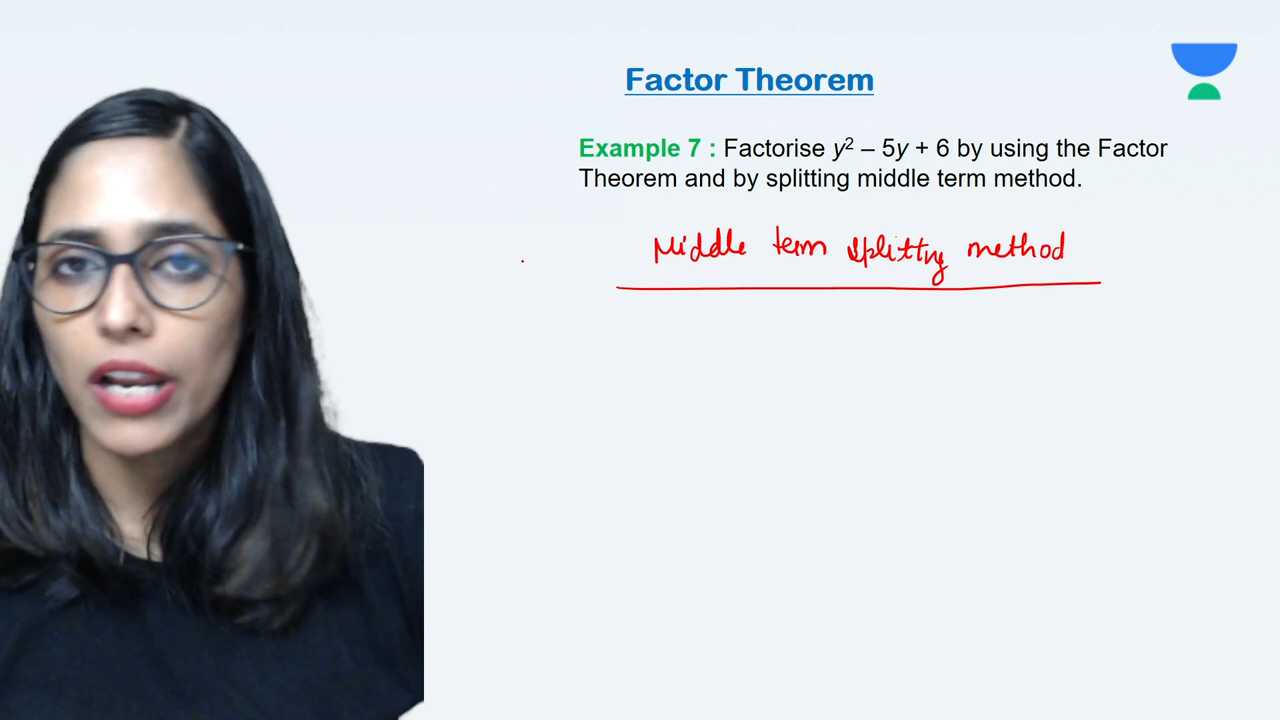 Factor Theorem
Example 7 : Factorise y² – 5y + 6 by using the Factor
Theorem and by splitting middle term method.
Middle term splitting method